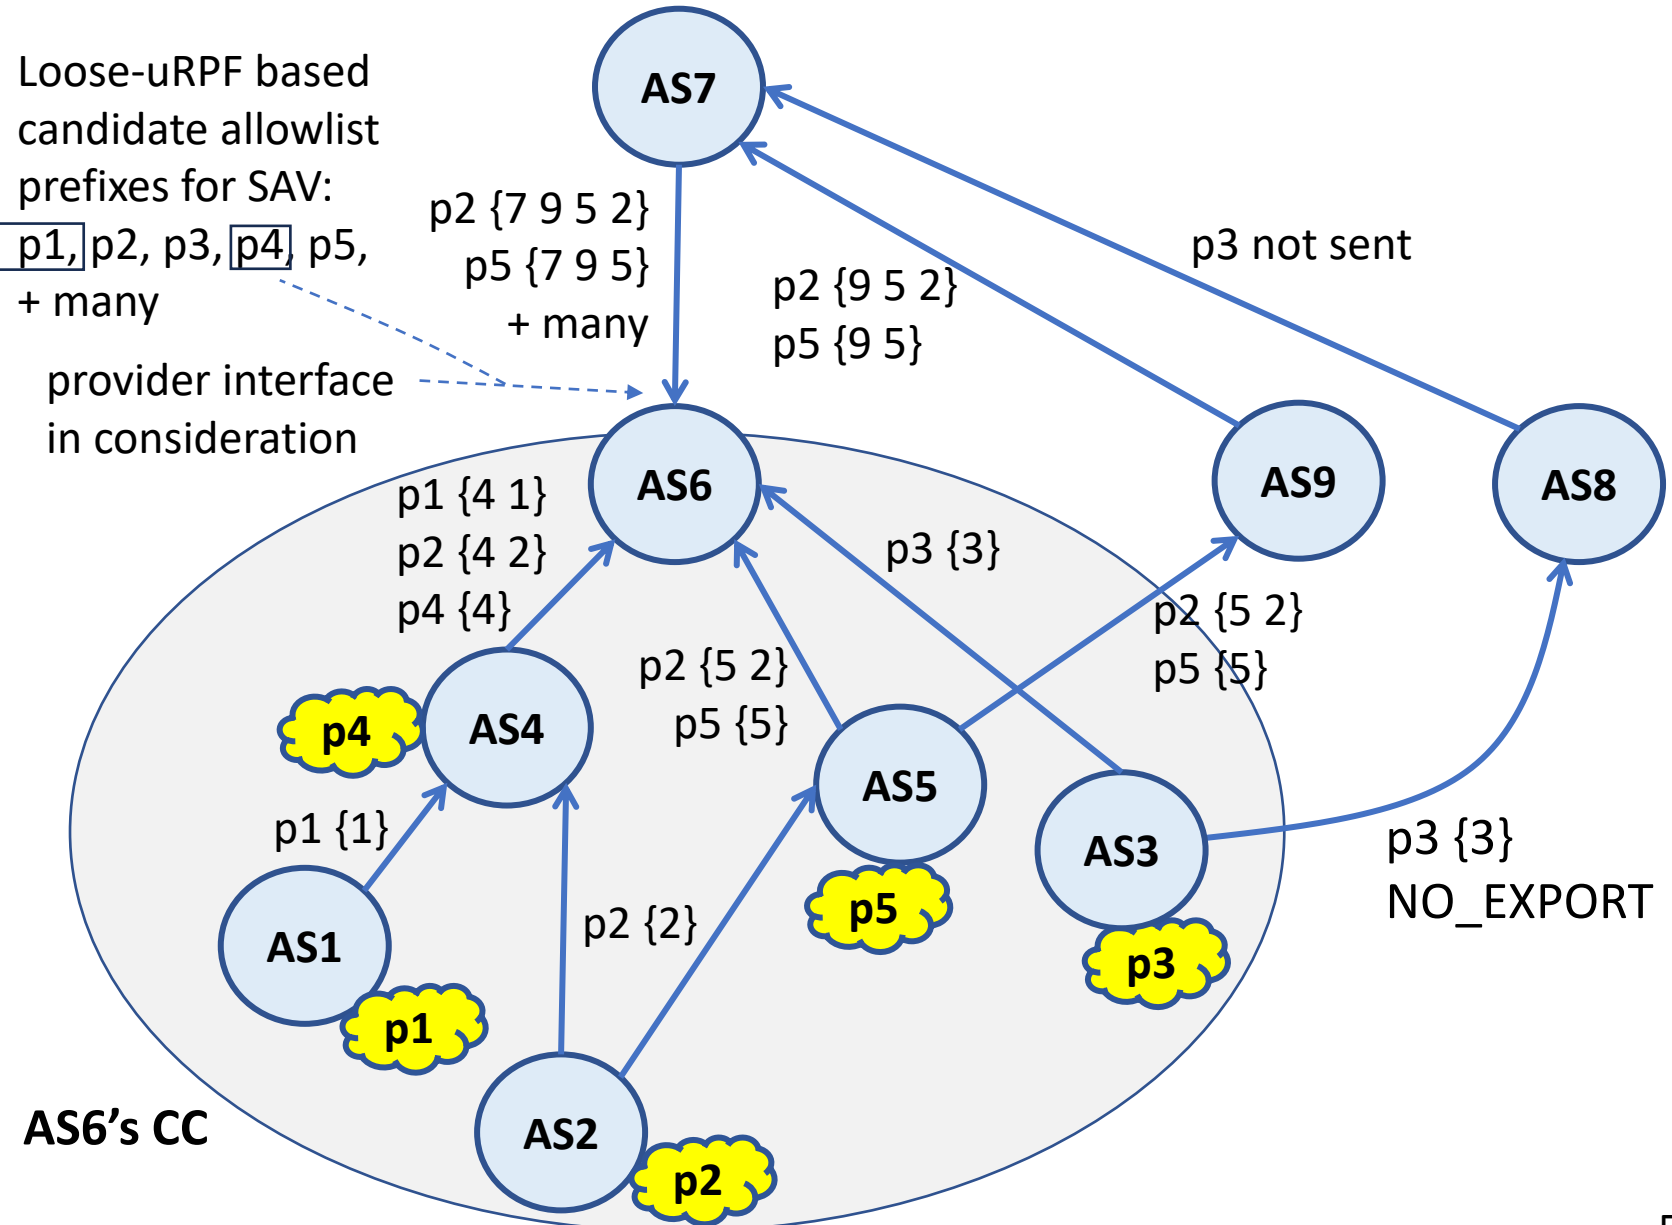 Loose-uRPF based
candidate allowlist
prefixes for SAV:
p1, p2, p3, p4, p5,
+ many
provider interface
in consideration
AS7
p2 {7 9 5 2}
p5 {7 9 5}
+ many
p2 {9 5 2}
p5 {9 5}
p3 not sent
AS6
AS9
AS8
p1 {4 1}
p2 {4 2}
p4 {4}
p3 {3}
p2 {5 2}
p5 {5}
p2 {5 2}
p5 {5}
p4
AS4
AS5
AS3
p1 {1}
p3 {3}
NO_EXPORT
p5
p2 {2}
AS1
p3
p1
AS6’s CC
AS2
p2